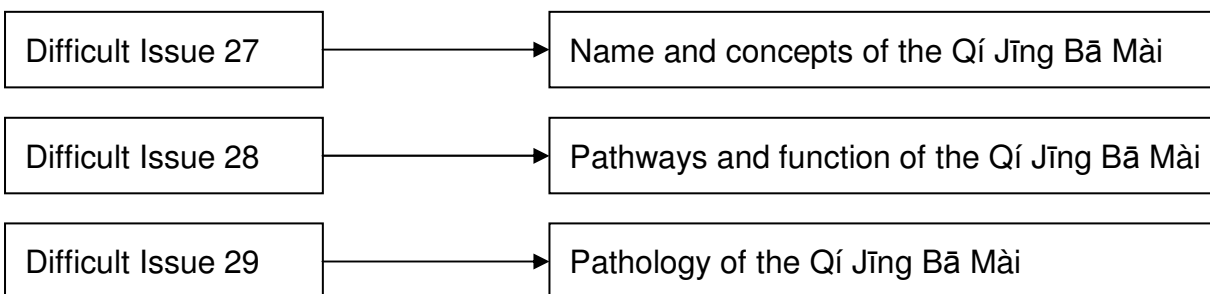 Difficult Issue 27
Name and concepts of the Qí Jīng Bā Mài
Difficult Issue 28
Pathways and function of the Qí Jīng Bā Mài
Difficult Issue 29
Pathology of the Qí Jīng Bā Mài